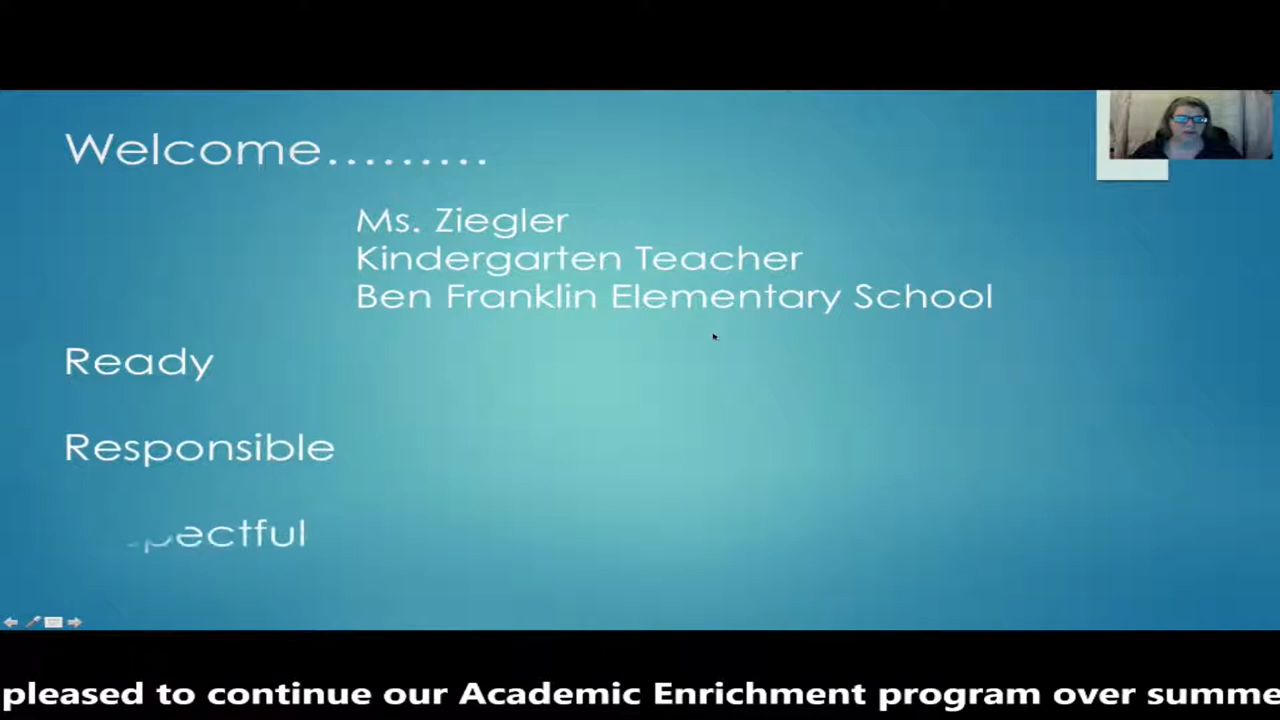 Welcome.........
Ms. Ziegler
Kindergarten Teacher
Ben Franklin Elementary School
Ready
Responsible
pectful
pleased to continue our Academic Enrichment program over summe